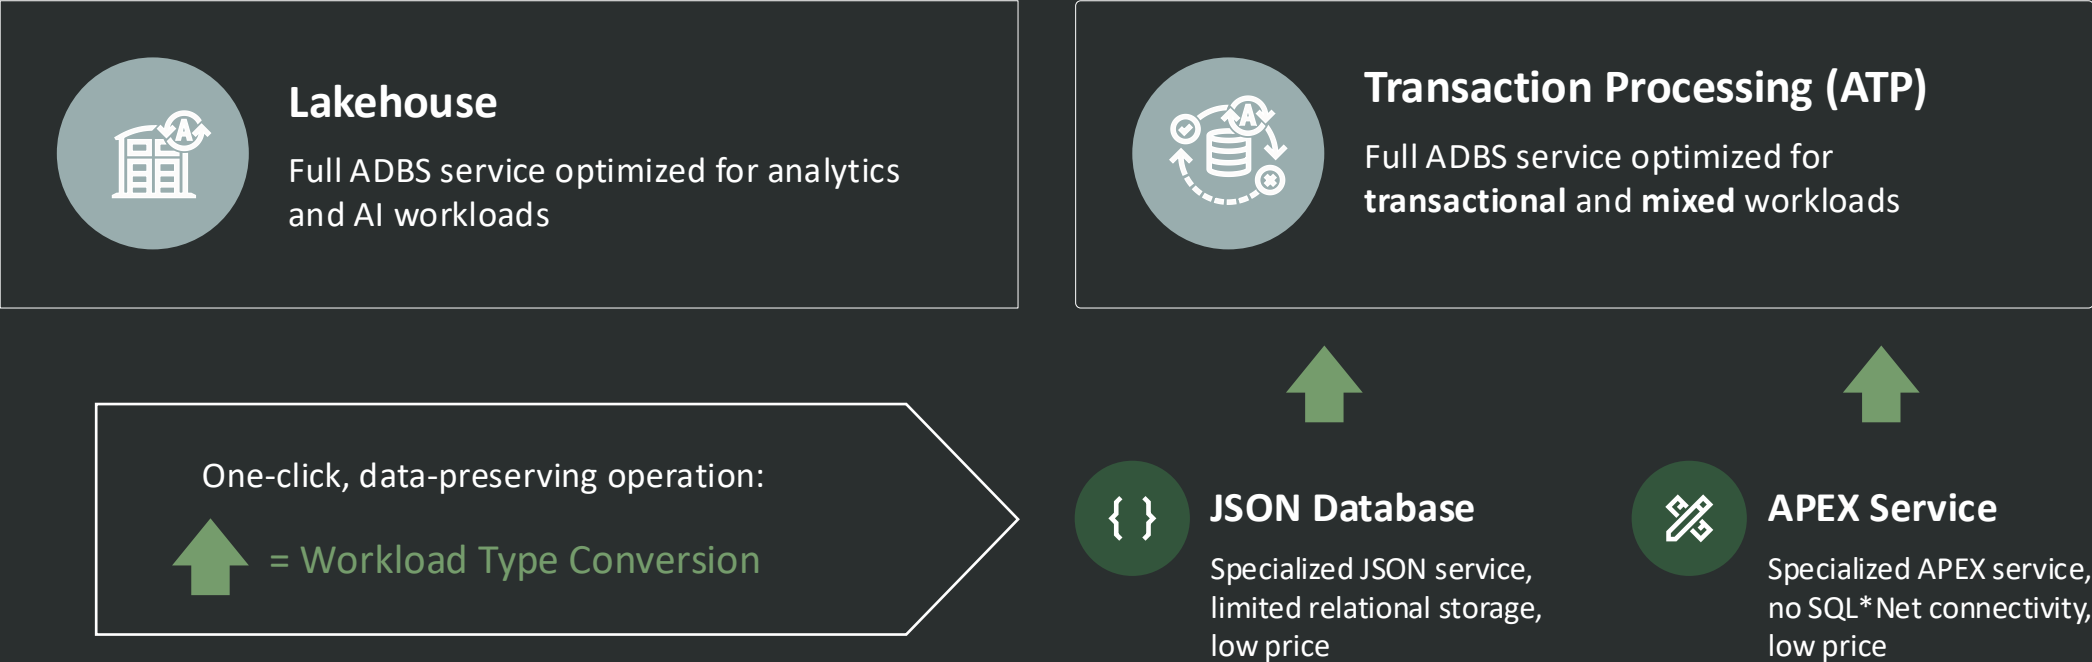 Lakehouse
Full ADBS service optimized for analytics
and AI workloads
Transaction Processing (ATP)
Full ADBS service optimized for
transactional and mixed workloads
One-click, data-preserving operation:
= Workload Type Conversion
JSON Database
Specialized JSON service,
limited relational storage,
low price
APEX Service
Specialized APEX service,
no SQL*Net connectivity,
low price